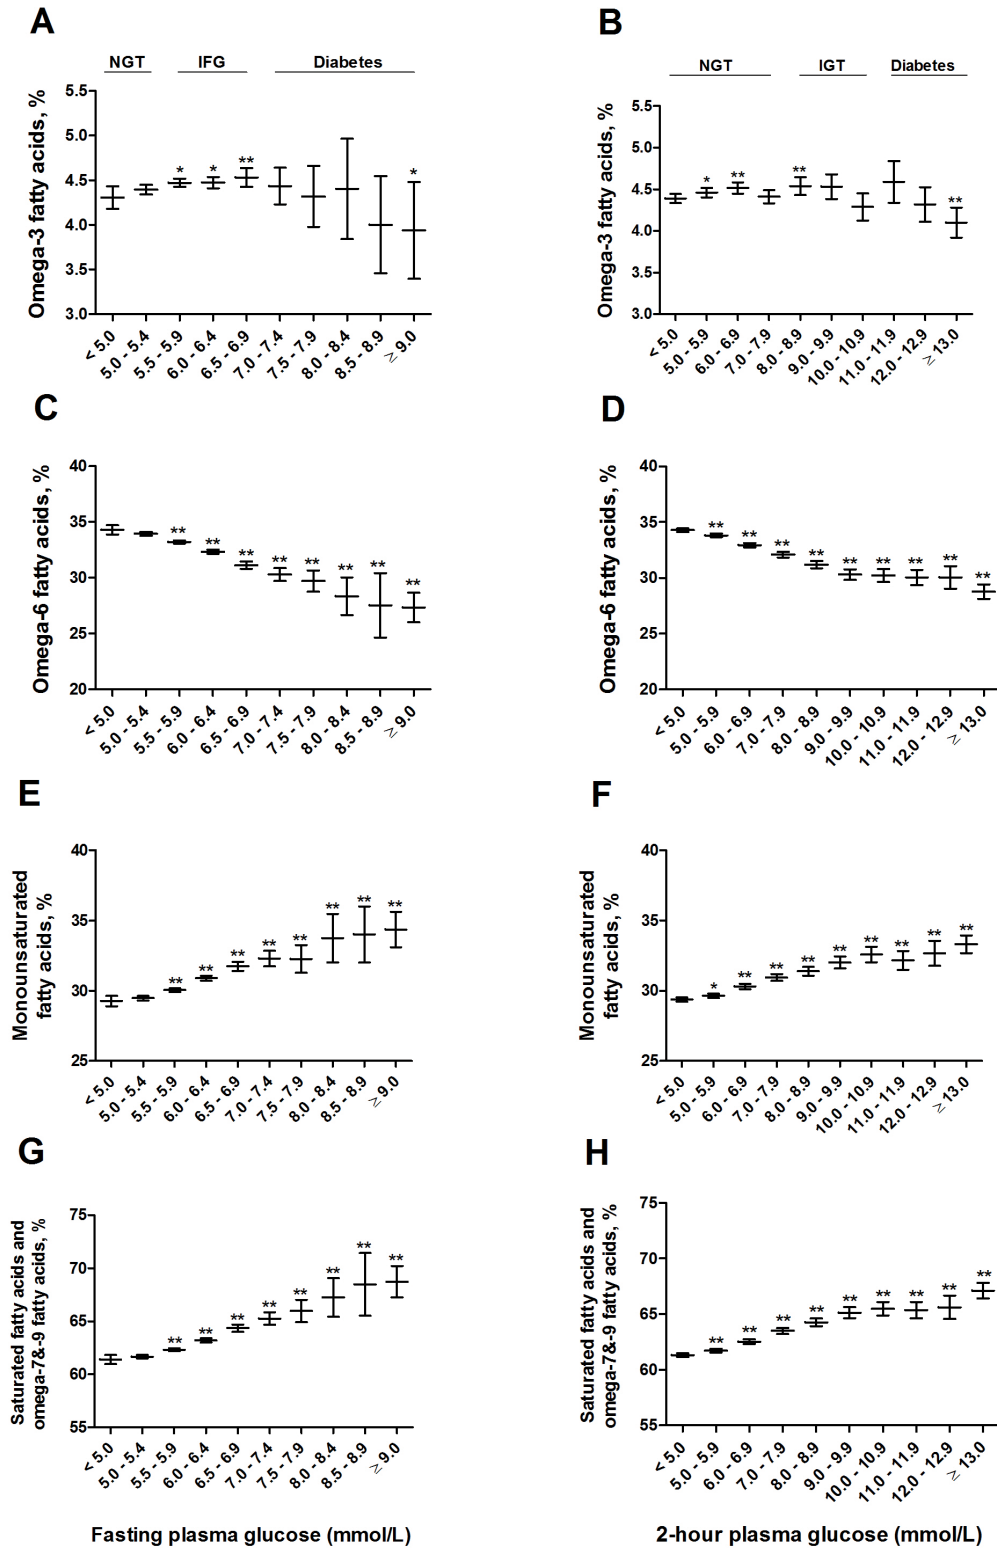 A
NGT IFG Diabetes
Omega-3 fatty acids, %
5.5
5.0
4.5
4.0
3.5
3.0
* * ** *
< 5.0
5.0 - 5.4
5.5 - 5.9
6.0 - 6.4
6.5 - 6.9
7.0 - 7.4
7.5 - 7.9
8.0 - 8.4
8.5 - 8.9
≥ 9.0
B
NGT IGT Diabetes
Omega-3 fatty acids, %
5.5
5.0
4.5
4.0
3.5
3.0
* ** ** **
< 5.0
5.0 - 5.9
6.0 - 6.9
7.0 - 7.9
8.0 - 8.9
9.0 - 9.9
10.0 - 10.9
11.0 - 11.9
12.0 - 12.9
≥ 13.0
C
Omega-6 fatty acids, %
40
35
30
25
20
** ** ** ** ** ** ** **
< 5.0
5.0 - 5.4
5.5 - 5.9
6.0 - 6.4
6.5 - 6.9
7.0 - 7.4
7.5 - 7.9
8.0 - 8.4
8.5 - 8.9
≥ 9.0
D
Omega-6 fatty acids, %
40
35
30
25
20
** ** ** ** ** ** ** ** **
< 5.0
5.0 - 5.9
6.0 - 6.9
7.0 - 7.9
8.0 - 8.9
9.0 - 9.9
10.0 - 10.9
11.0 - 11.9
12.0 - 12.9
≥ 13.0
E
Monounsaturated
fatty acids, %
40
35
30
25
** ** ** ** ** ** ** **
< 5.0
5.0 - 5.4
5.5 - 5.9
6.0 - 6.4
6.5 - 6.9
7.0 - 7.4
7.5 - 7.9
8.0 - 8.4
8.5 - 8.9
≥ 9.0
F
Monounsaturated
fatty acids, %
40
35
30
25
* ** ** ** ** ** ** ** **
< 5.0
5.0 - 5.9
6.0 - 6.9
7.0 - 7.9
8.0 - 8.9
9.0 - 9.9
10.0 - 10.9
11.0 - 11.9
12.0 - 12.9
≥ 13.0
G
Saturated fatty acids and
omega-7&-9 fatty acids, %
75
70
65
60
55
** ** ** ** ** ** ** **
< 5.0
5.0 - 5.4
5.5 - 5.9
6.0 - 6.4
6.5 - 6.9
7.0 - 7.4
7.5 - 7.9
8.0 - 8.4
8.5 - 8.9
≥ 9.0
Fasting plasma glucose (mmol/L)
H
Saturated fatty acids and
omega-7&-9 fatty acids, %
75
70
65
60
55
** ** ** ** ** ** ** ** **
< 5.0
5.0 - 5.9
6.0 - 6.9
7.0 - 7.9
8.0 - 8.9
9.0 - 9.9
10.0 - 10.9
11.0 - 11.9
12.0 - 12.9
≥ 13.0
2-hour plasma glucose (mmol/L)